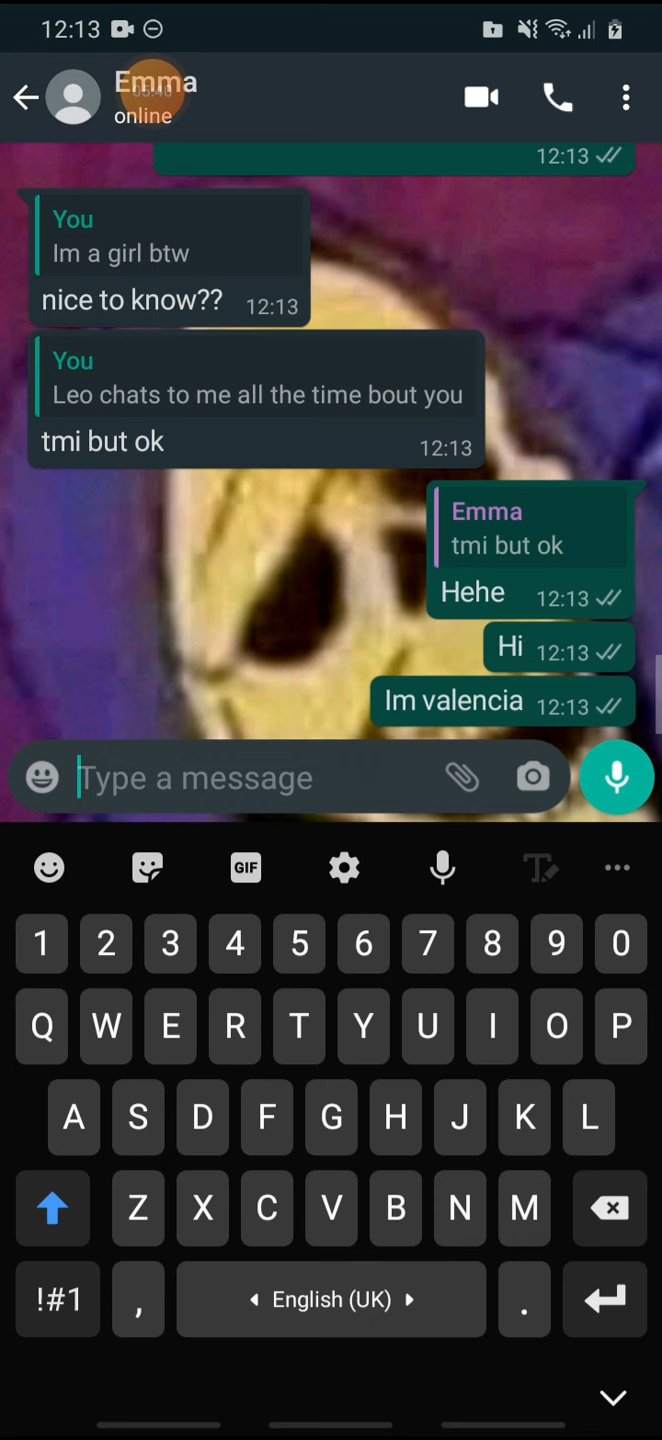 12:13
Emma
05:40
online
12:13
You
Im a girl btw
nice to know??
12:13
You
Leo chats to me all the time bout you
tmi but ok
12:13
Emma
tmi but ok
Hehe
12:13
Hi
12:13
Im valencia
12:13
Type a message
GIF
1 2 3 4 5 6 7 8 9 0
Q W E R T Y U I O P
A S D F G H J K L
Z X C V B N M
!#1 , English (UK) .